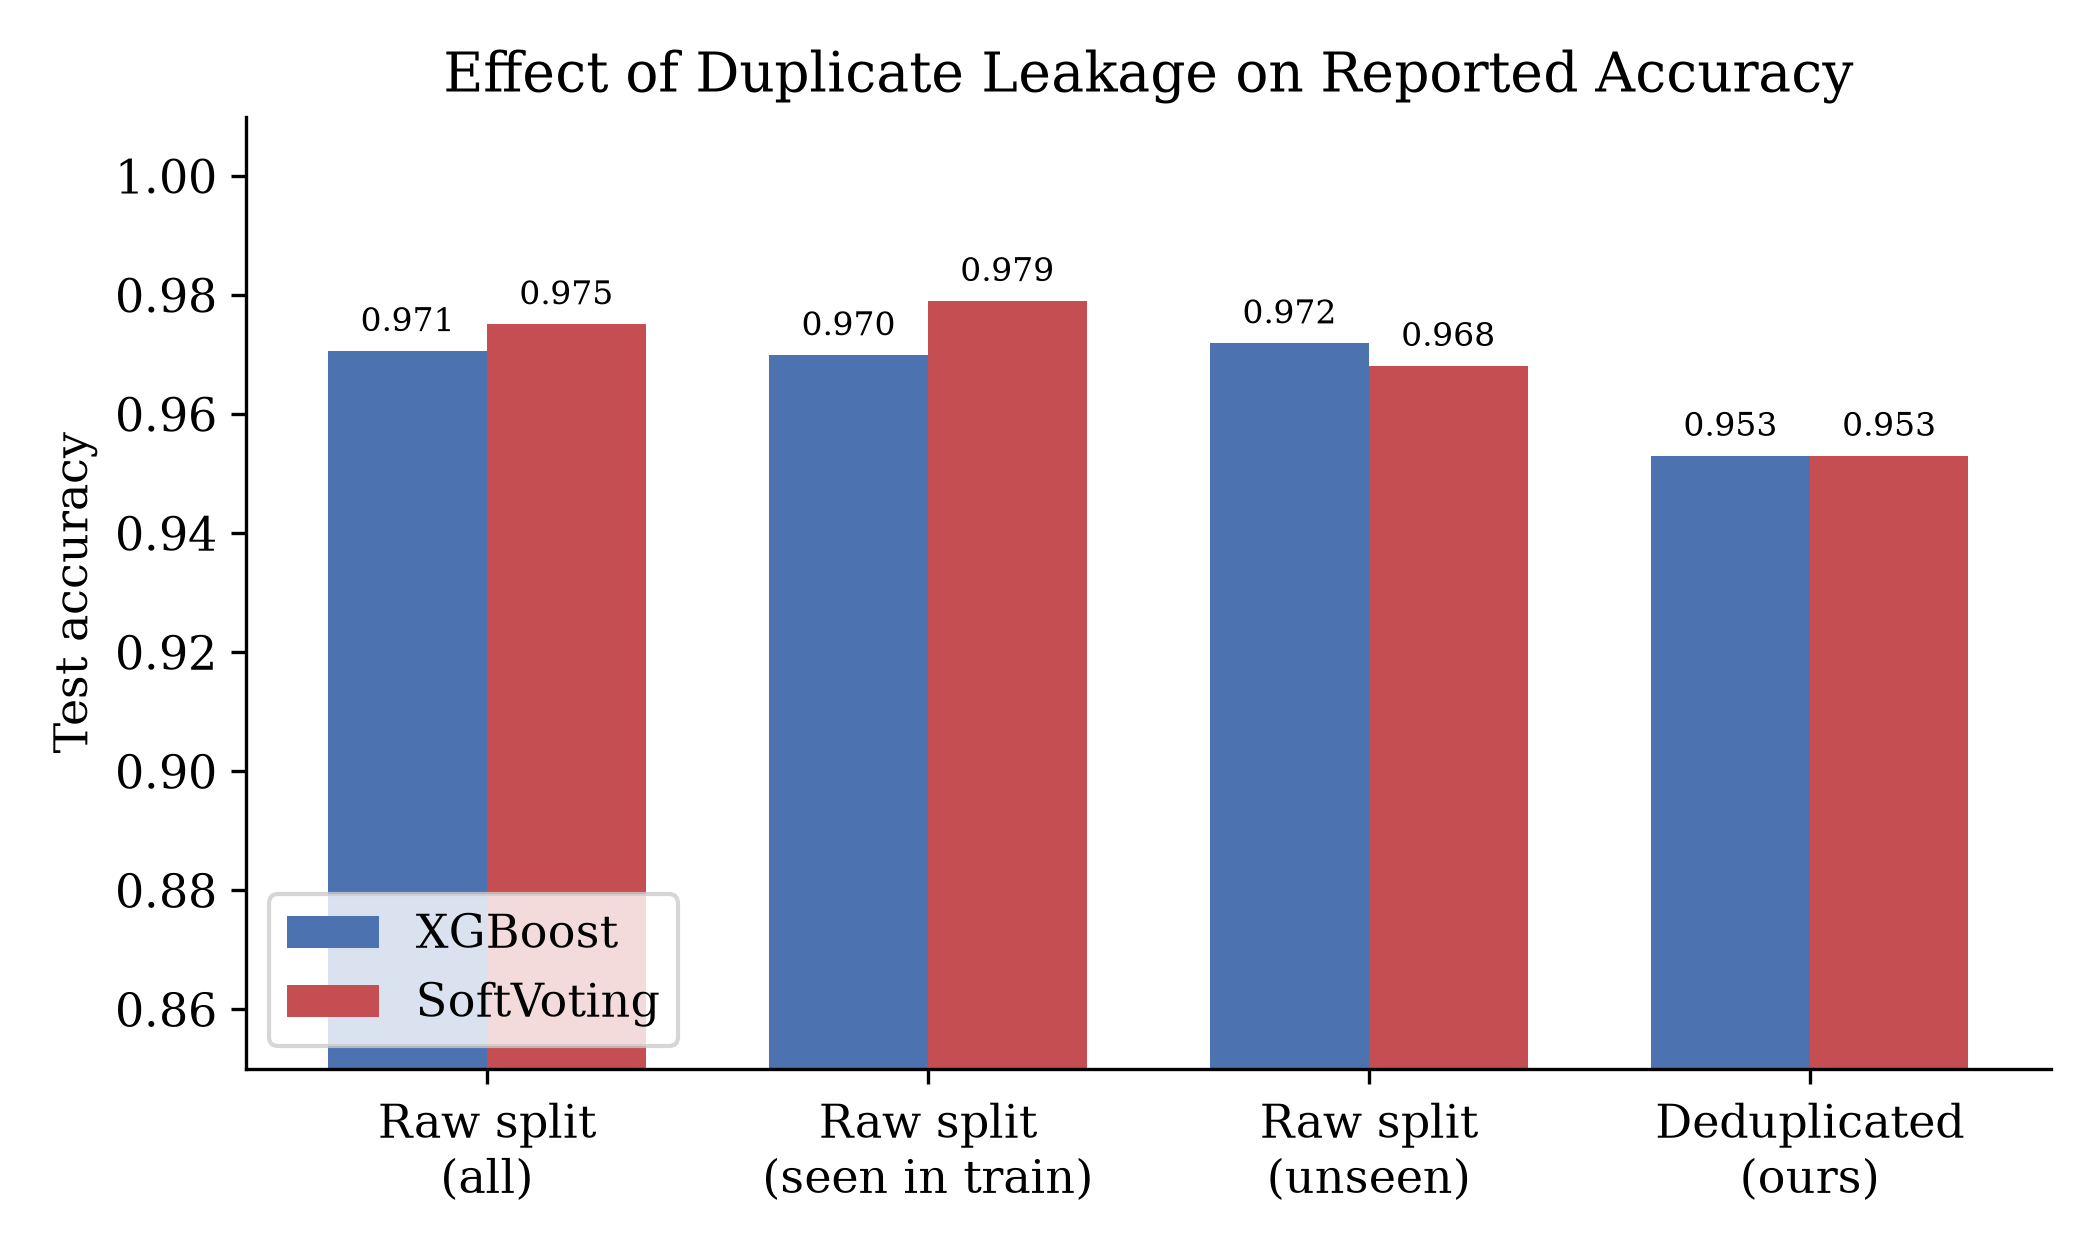 Effect of Duplicate Leakage on Reported Accuracy
Test accuracy
1.00
0.98
0.96
0.94
0.92
0.90
0.88
0.86
0.971
0.975
0.970
0.979
0.972
0.968
0.953
0.953
XGBoost
SoftVoting
Raw split
(all)
Raw split
(seen in train)
Raw split
(unseen)
Deduplicated
(ours)